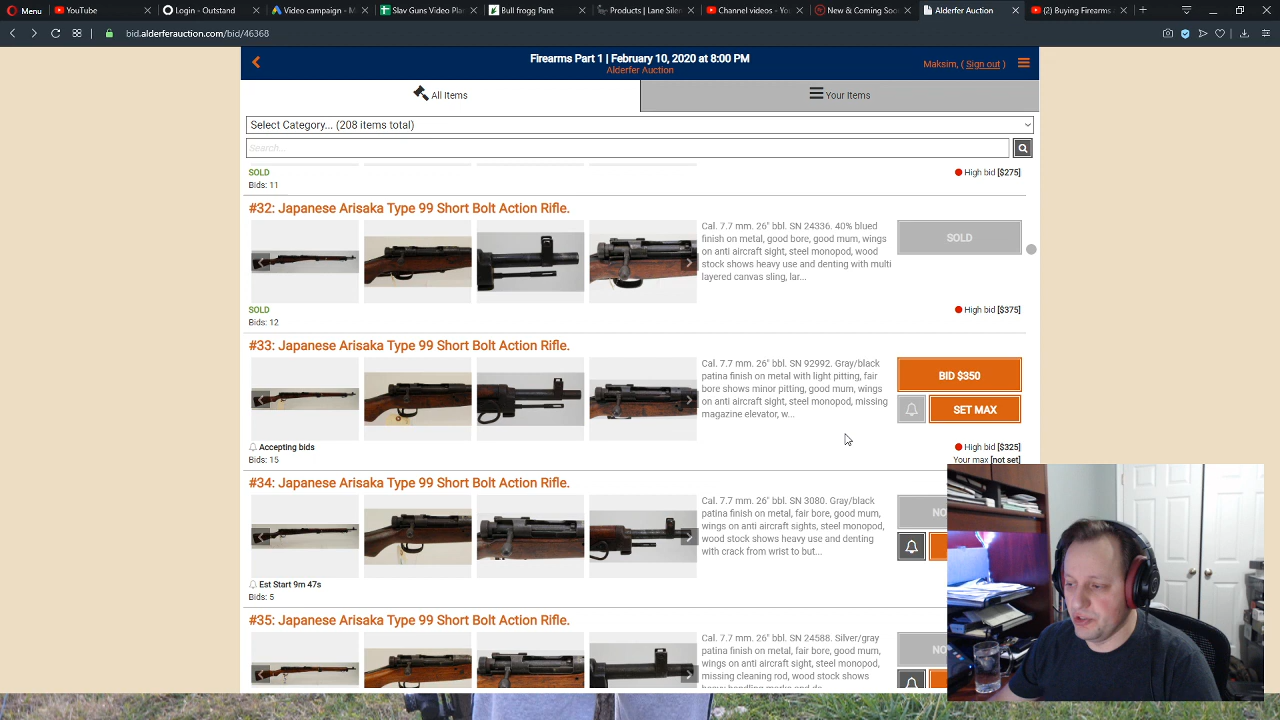 Menu
YouTube
Login - Outstand
Video campaign - M
Slav Guns Video Plan
Bull frogg Pant
Products | Lane Silen
Channel videos - Yo
New & Coming Soo
Alderfer Auction
(2) Buying Firearms
bid.alderferauction.com/bid/46368
Firearms Part 1 | February 10, 2020 at 8:00 PM
Alderfer Auction
Maksim, ( Sign out )
All Items
Your Items
Select Category... (208 items total)
Search...
SOLD
High bid [$275]
Bids: 11
#32: Japanese Arisaka Type 99 Short Bolt Action Rifle.
Cal. 7.7 mm. 26" bbl. SN 24336. 40% blued
finish on metal, good bore, good mum, wings
on anti aircraft sight, steel monopod, wood
stock shows heavy use and denting with multi
layered canvas sling, lar...
SOLD
SOLD
High bid [$375]
Bids: 12
#33: Japanese Arisaka Type 99 Short Bolt Action Rifle.
Cal. 7.7 mm. 26" bbl. SN 92992. Gray/black
patina finish on metal with light pitting, fair
bore shows minor pitting, good mum, wings
on anti aircraft sight, steel monopod, missing
magazine elevator, w...
BID $350
SET MAX
Accepting bids
High bid [$325]
Bids: 15
Your max [not set]
#34: Japanese Arisaka Type 99 Short Bolt Action Rifle.
Cal. 7.7 mm. 26" bbl. SN 3080. Gray/black
patina finish on metal, fair bore, good mum,
wings on anti aircraft sights, steel monopod,
wood stock shows heavy use and denting
with crack from wrist to but...
NO
Est Start 9m 47s
Bids: 5
#35: Japanese Arisaka Type 99 Short Bolt Action Rifle.
Cal. 7.7 mm. 26" bbl. SN 24588. Silver/gray
patina finish on metal, fair bore, good mum,
wings on anti aircraft sight, steel monopod,
missing cleaning rod, wood stock shows
NO